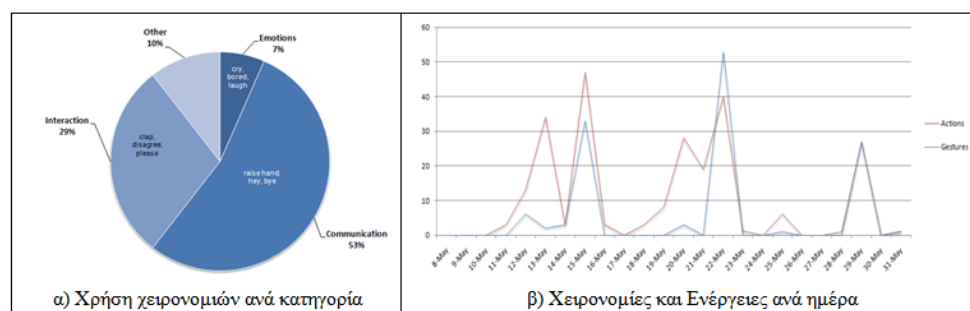 Other
10%
Emotions
7%
cry,
bored,
laugh
Interaction
29%
clap,
disagree,
please
raise hand,
hey, bye
Communication
53%
α) Χρήση χειρονομιών ανά κατηγορία
60
50
40
30
20
10
0
Actions
Gestures
8-May
9-May
10-May
11-May
12-May
13-May
14-May
15-May
16-May
17-May
18-May
19-May
20-May
21-May
22-May
23-May
24-May
25-May
26-May
27-May
28-May
29-May
30-May
31-May
β) Χειρονομίες και Ενέργειες ανά ημέρα